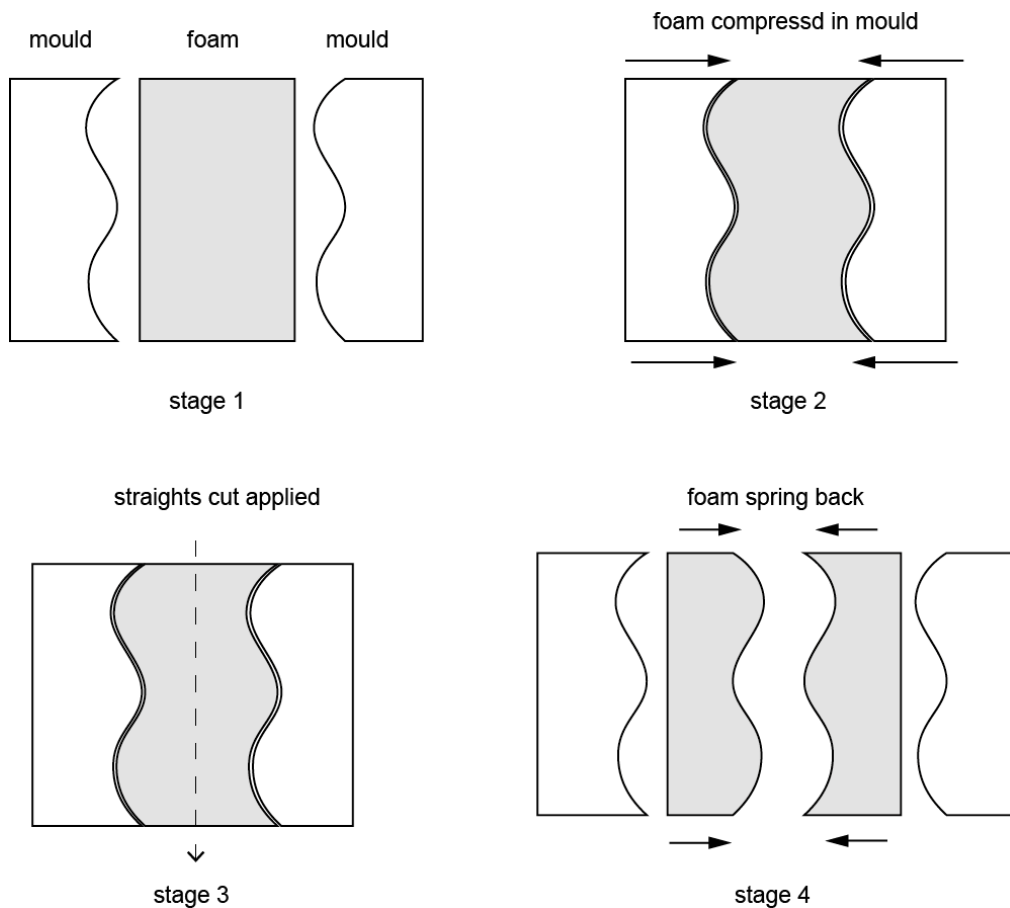 mould
foam
mould
stage 1
foam compressd in mould
stage 2
straights cut applied
stage 3
foam spring back
stage 4